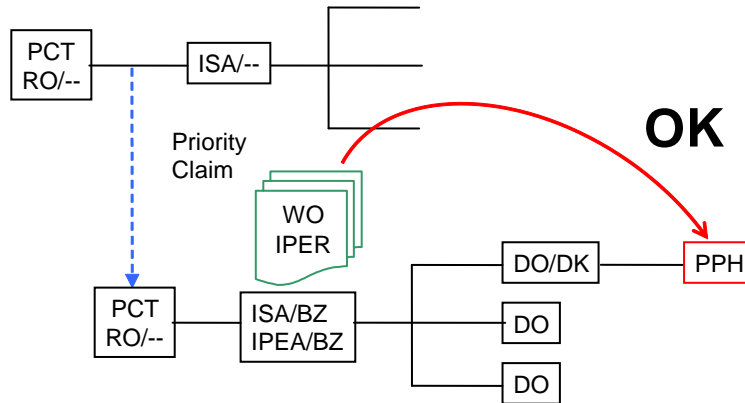 PCT
RO/--
ISA/--
OK
Priority
Claim
WO
IPER
DO/DK
PPH
PCT
RO/--
ISA/BZ
IPEA/BZ
DO
DO